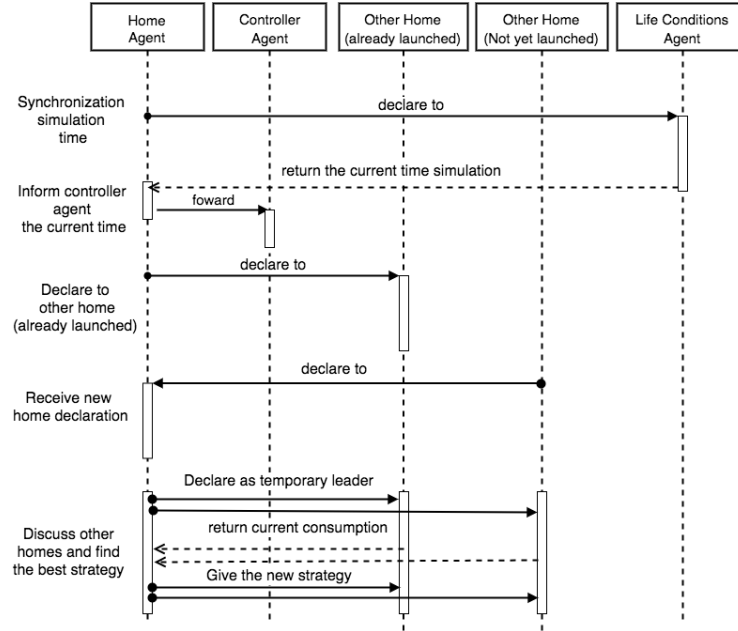 Home
Agent
Controller
Agent
Other Home
(already launched)
Other Home
(Not yet launched)
Life Conditions
Agent
Synchronization
simulation
time
declare to
return the current time simulation
Inform controller
agent
the current time
foward
declare to
Declare to
other home
(already launched)
declare to
Receive new
home declaration
Declare as temporary leader
return current consumption
Discuss other
homes and find
the best strategy
Give the new strategy